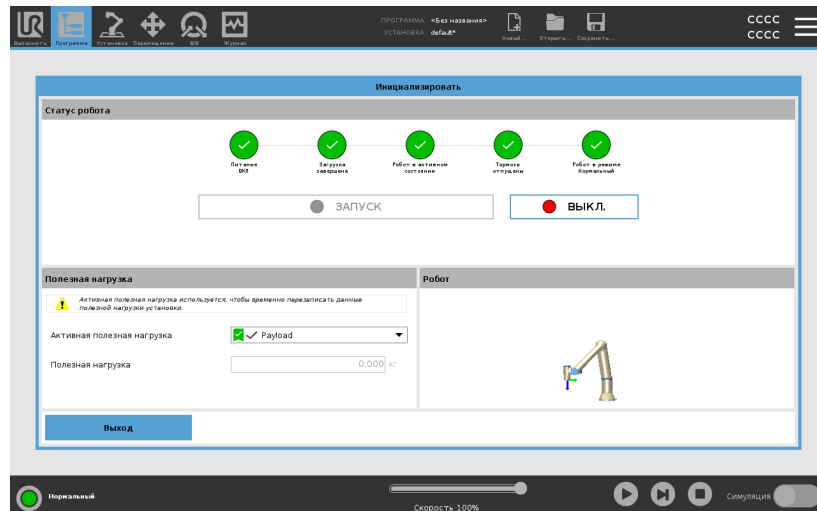 UR
ПРОГРАММА <Без названия>
УСТАНОВКА default*
Выполнить Программа Установка Перемещение В/В Журнал
Новый... Открыть... Сохранить...
cccc
cccc
Инициализировать
Статус робота
Питание ВКЛ
Загрузка завершена
Робот в активном состоянии
Тормоза отпущены
Робот в режиме Нормальный
ЗАПУСК
ВЫКЛ.
Полезная нагрузка
Активная полезная нагрузка используется, чтобы временно перезаписать данные
полезной нагрузки установки.
Активная полезная нагрузка
Payload
Полезная нагрузка
0,000 кг
Робот
Выход
Нормальный
Скорость 100%
Симуляция